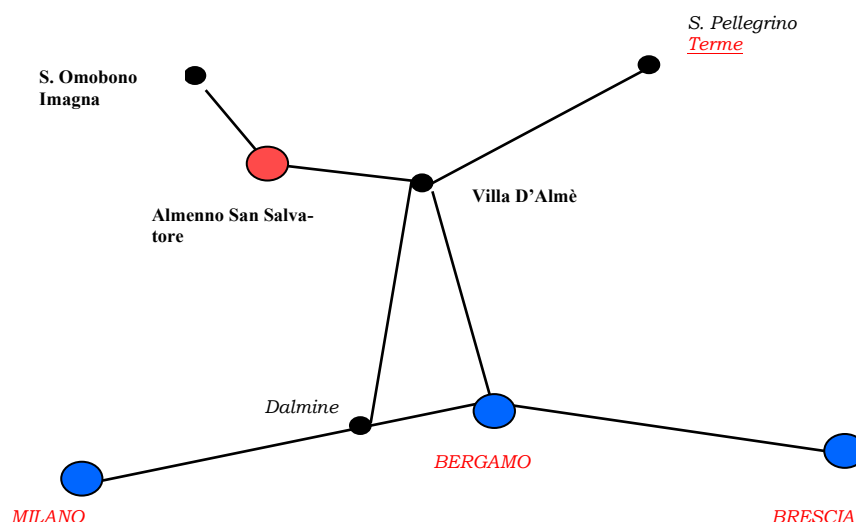 S. Pellegrino
Terme
S. Omobono
Imagna
Villa D'Almè
Almenno San Salva-
tore
Dalmine
BERGAMO
MILANO
BRESCIA